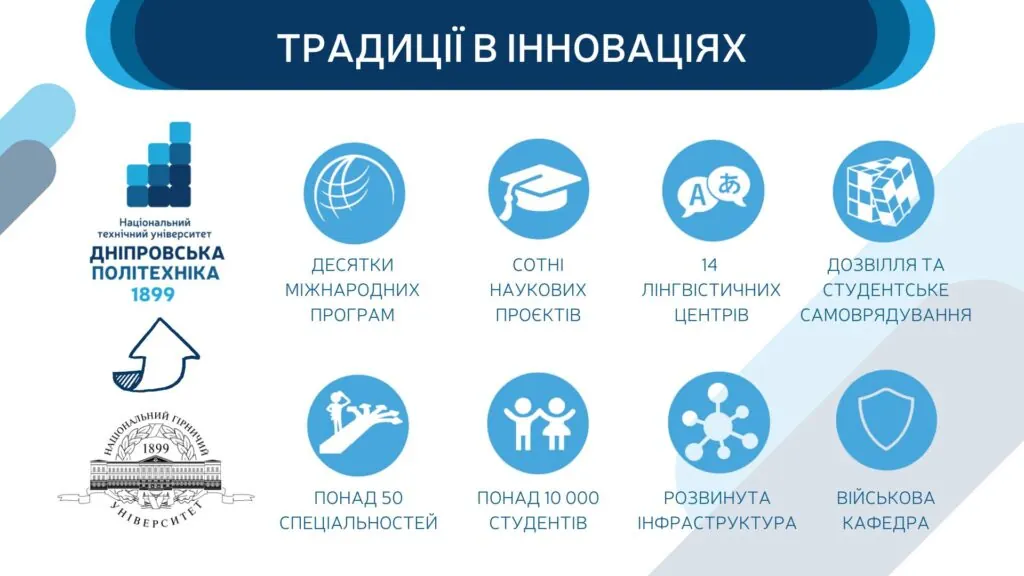 ТРАДИЦІЇ В ІННОВАЦІЯХ
Національний
технічний університет
ДНІПРОВСЬКА
ПОЛІТЕХНІКА
1899
НАЦІОНАЛЬНИЙ ГІРНИЧИЙ
1899
УНІВЕРСИТЕТ
ДЕСЯТКИ
МІЖНАРОДНИХ
ПРОГРАМ
СОТНІ
НАУКОВИХ
ПРОЄКТІВ
A あ
14
ЛІНГВІСТИЧНИХ
ЦЕНТРІВ
ДОЗВІЛЛЯ ТА
СТУДЕНТСЬКЕ
САМОВРЯДУВАННЯ
ПОНАД 50
СПЕЦІАЛЬНОСТЕЙ
ПОНАД 10 000
СТУДЕНТІВ
РОЗВИНУТА
ІНФРАСТРУКТУРА
ВІЙСЬКОВА
КАФЕДРА